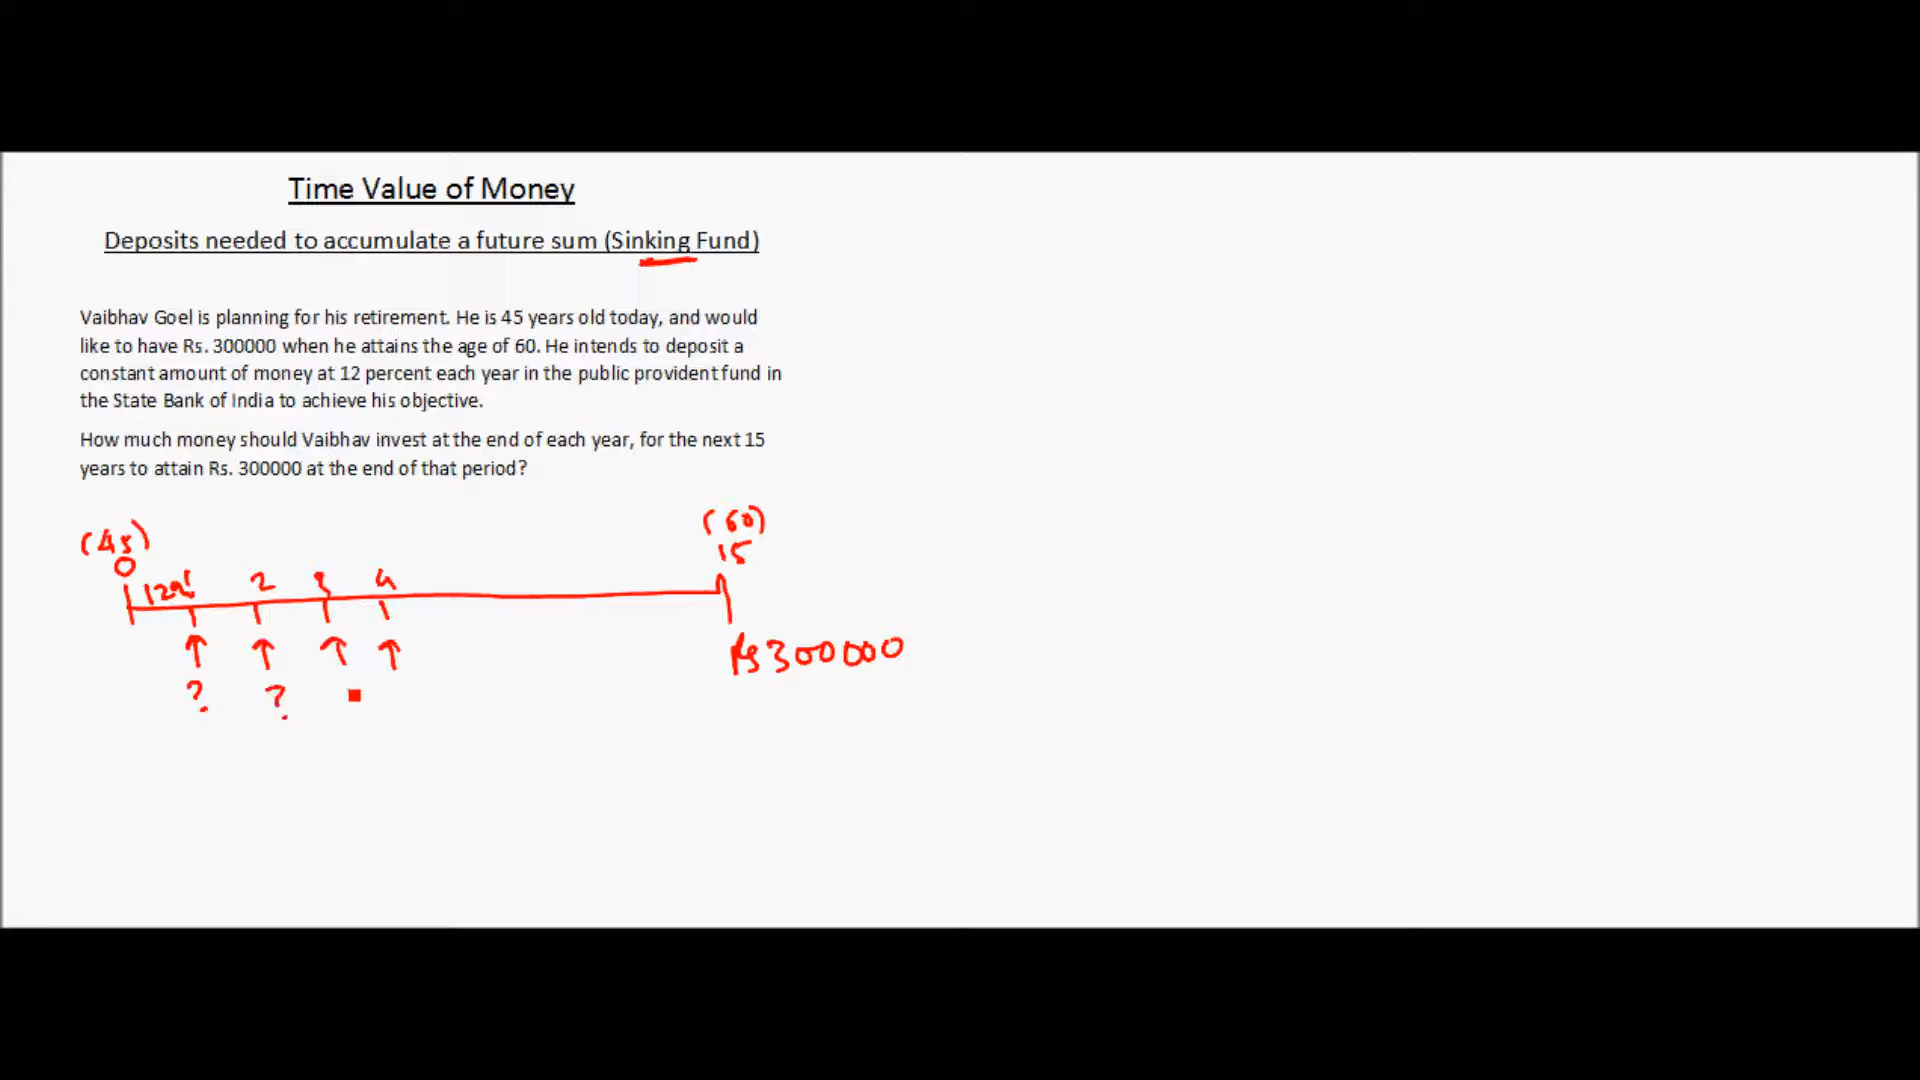 Time Value of Money
Deposits needed to accumulate a future sum (Sinking Fund)
Vaibhav Goel is planning for his retirement. He is 45 years old today, and would
like to have Rs. 300000 when he attains the age of 60. He intends to deposit a
constant amount of money at 12 percent each year in the public provident fund in
the State Bank of India to achieve his objective.
How much money should Vaibhav invest at the end of each year, for the next 15
years to attain Rs. 300000 at the end of that period?
(45) (60)
0 15
2 3 4
Rs 300000
? ?